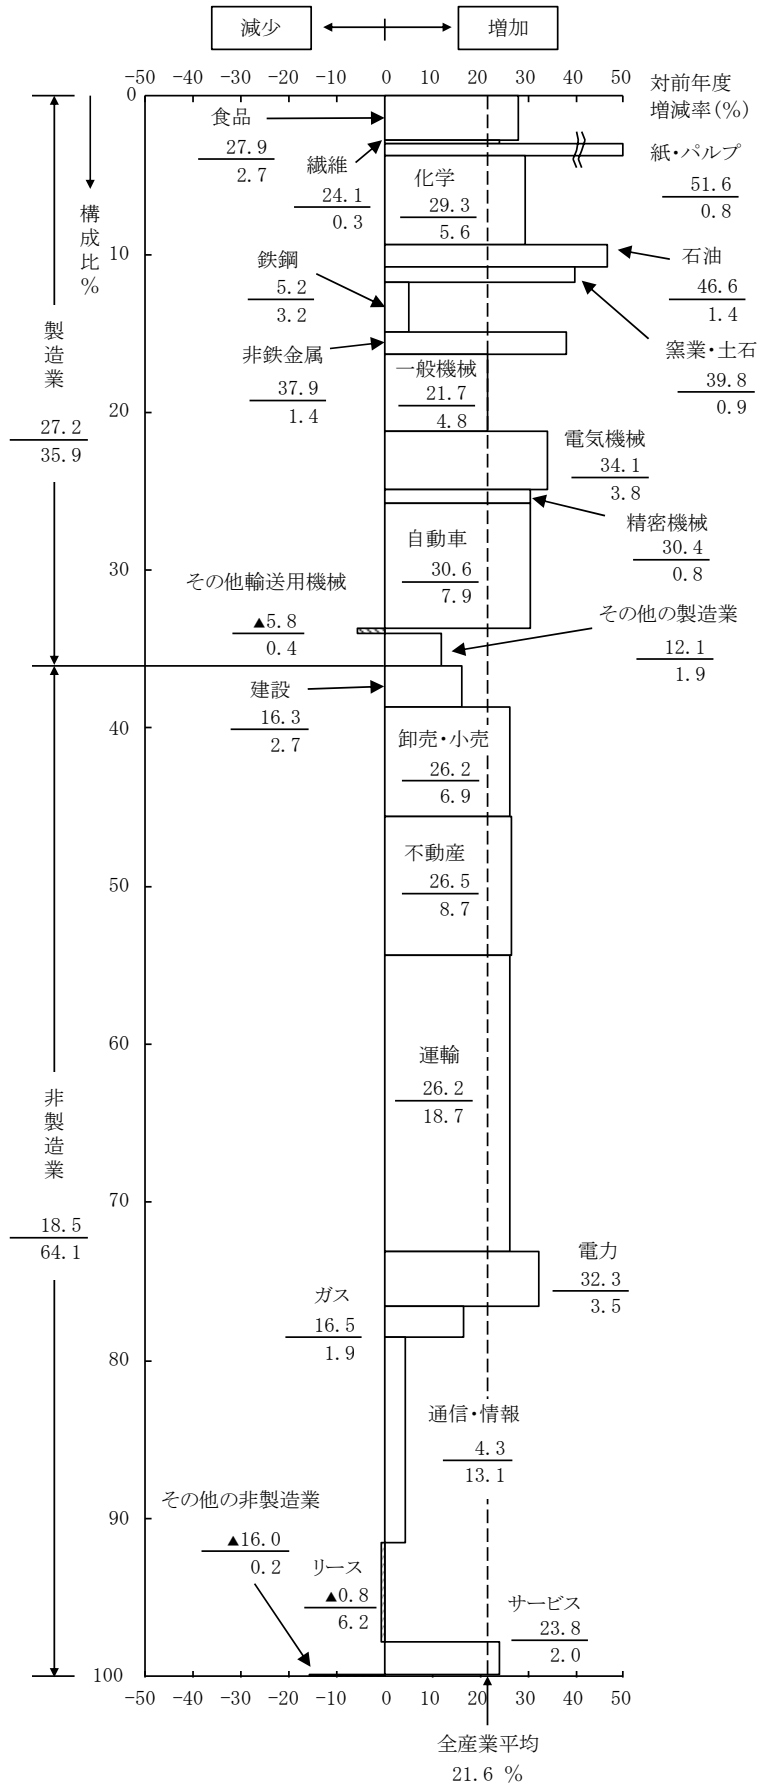 減少
増加
-50 -40 -30 -20 -10 0 10 20 30 40 50
対前年度
増減率(%)
0
構成比%
食品
27.9
2.7
繊維
24.1
0.3
紙・パルプ
51.6
0.8
化学
29.3
5.6
10
石油
46.6
1.4
鉄鋼
5.2
3.2
窯業・土石
39.8
0.9
製造業
27.2
35.9
非鉄金属
37.9
1.4
一般機械
21.7
4.8
20
電気機械
34.1
3.8
精密機械
30.4
0.8
自動車
30.6
7.9
30
その他輸送用機械
▲5.8
0.4
その他の製造業
12.1
1.9
建設
16.3
2.7
40
卸売・小売
26.2
6.9
不動産
26.5
8.7
50
60
運輸
26.2
18.7
非製造業
18.5
64.1
70
電力
32.3
3.5
ガス
16.5
1.9
80
通信・情報
4.3
13.1
90
その他の非製造業
▲16.0
0.2
リース
▲0.8
6.2
サービス
23.8
2.0
100
-50 -40 -30 -20 -10 0 10 20 30 40 50
全産業平均
21.6 %